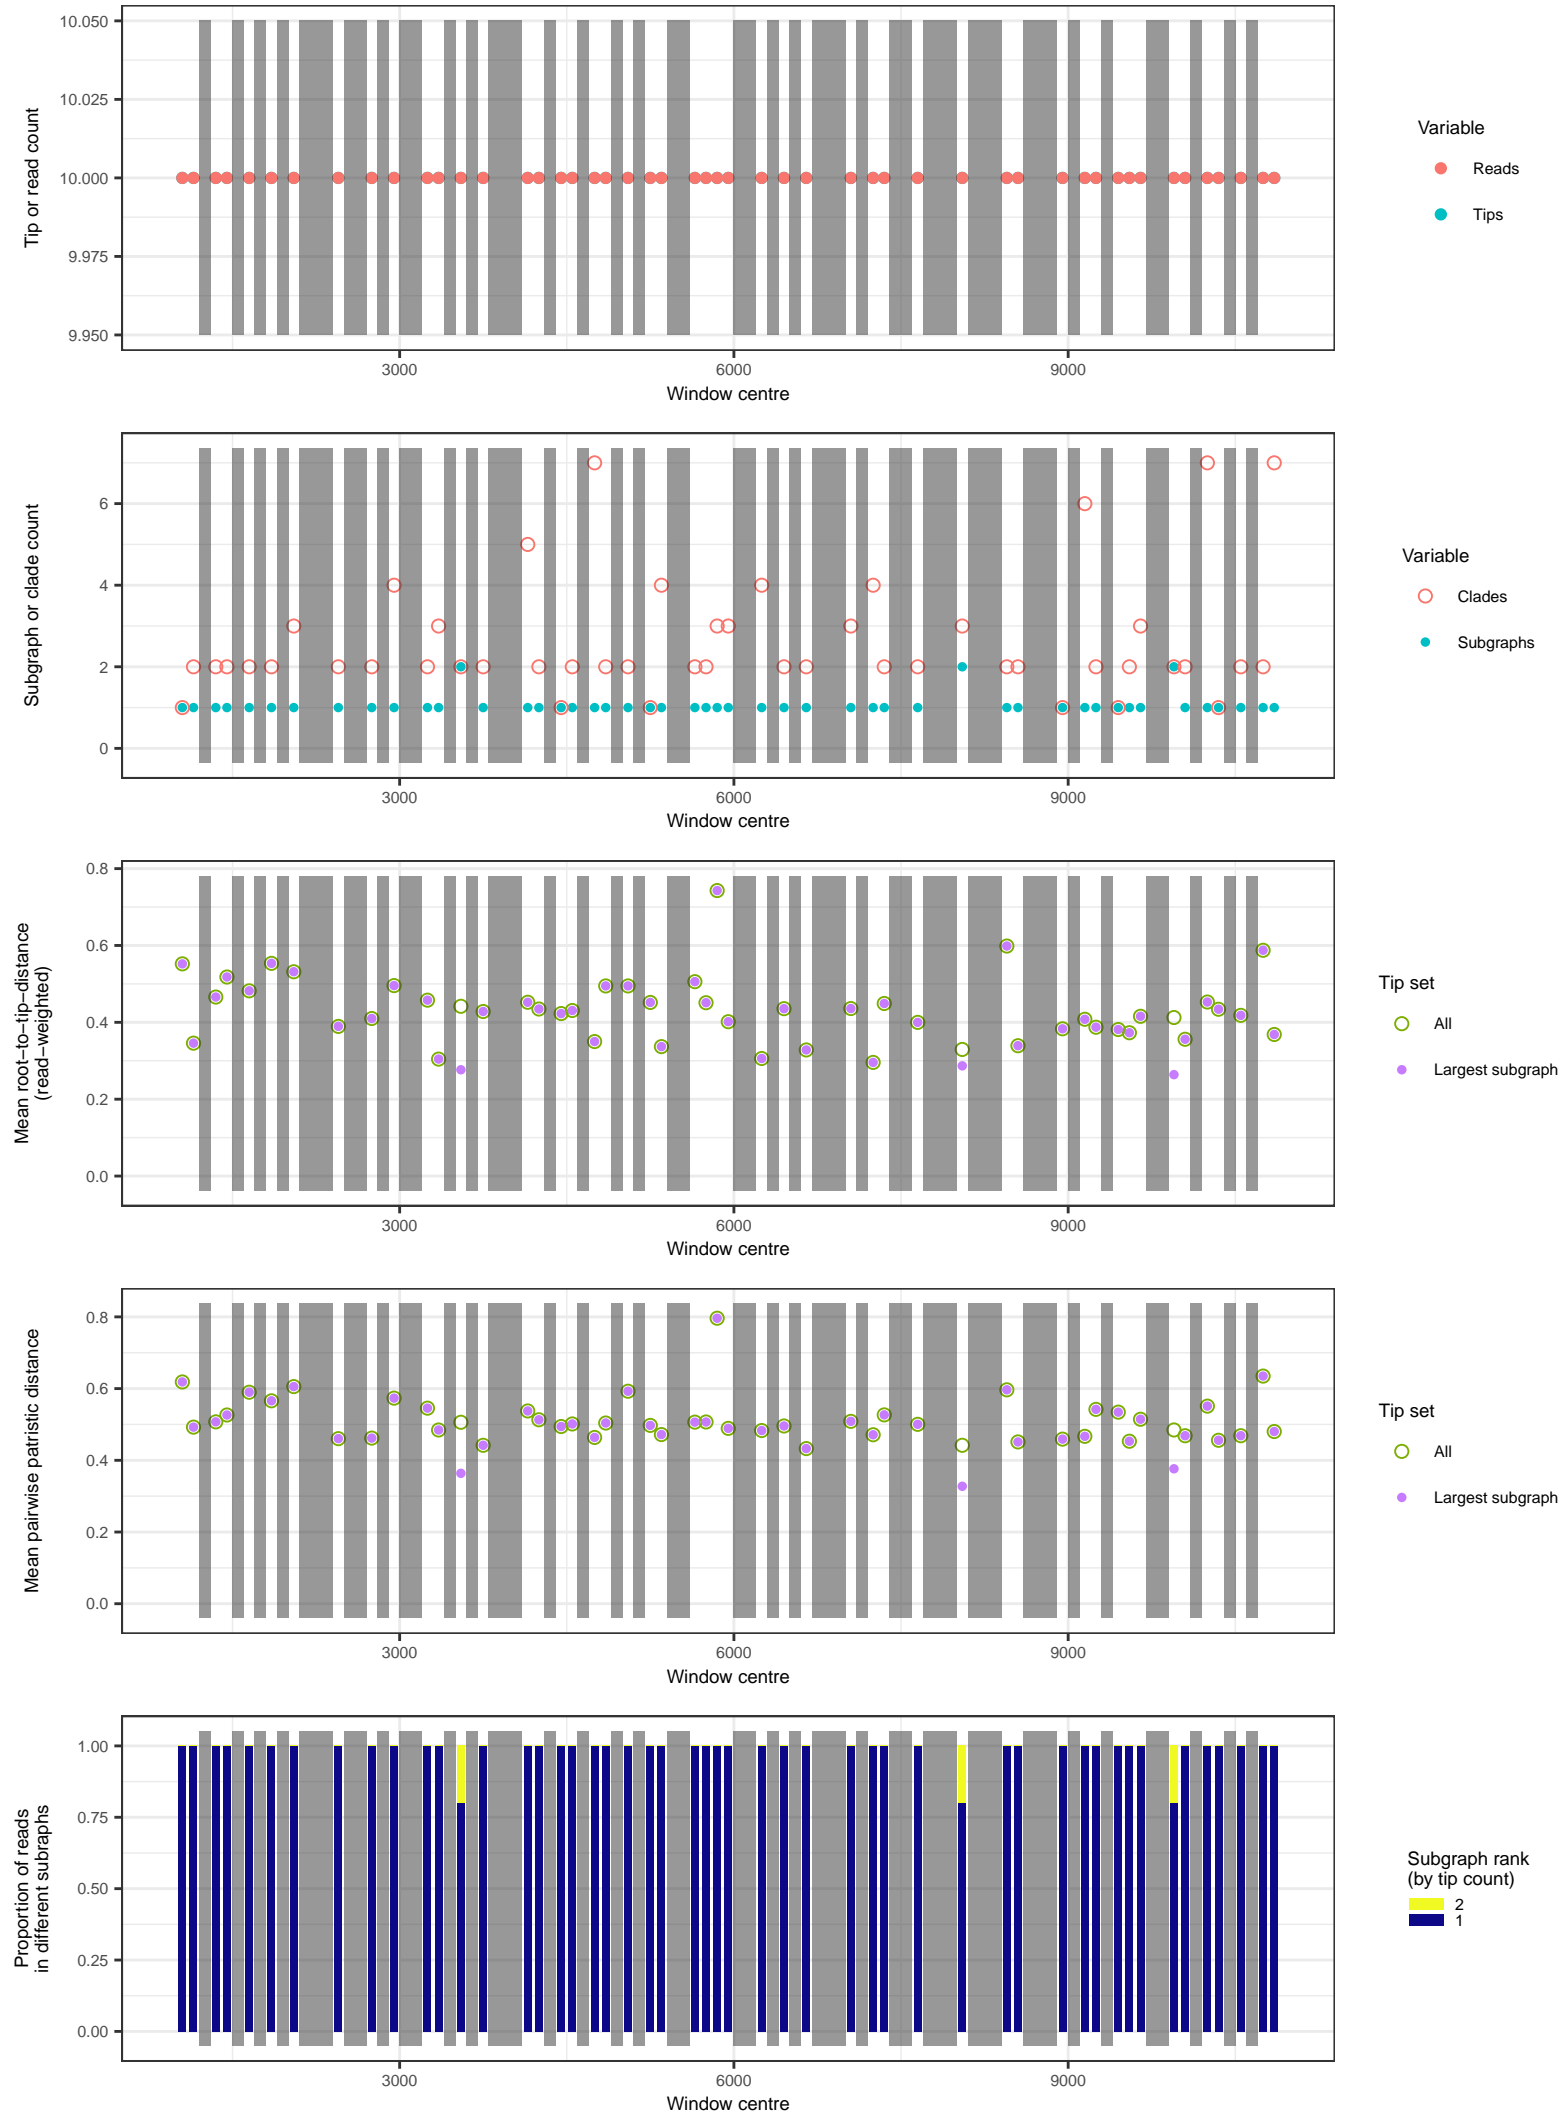 10.050
10.025
10.000
9.975
9.950
Tip or read count
3000
6000
9000
Window centre
Variable
Reads
Tips
6
4
2
0
Subgraph or clade count
3000
6000
9000
Window centre
Variable
Clades
Subgraphs
0.8
0.6
0.4
0.2
0.0
Mean root−to−tip−distance
(read−weighted)
3000
6000
9000
Window centre
Tip set
All
Largest subgraph
0.8
0.6
0.4
0.2
0.0
Mean pairwise patristic distance
3000
6000
9000
Window centre
Tip set
All
Largest subgraph
1.00
0.75
0.50
0.25
0.00
Proportion of reads
in different subraphs
3000
6000
9000
Window centre
Subgraph rank
(by tip count)
2
1